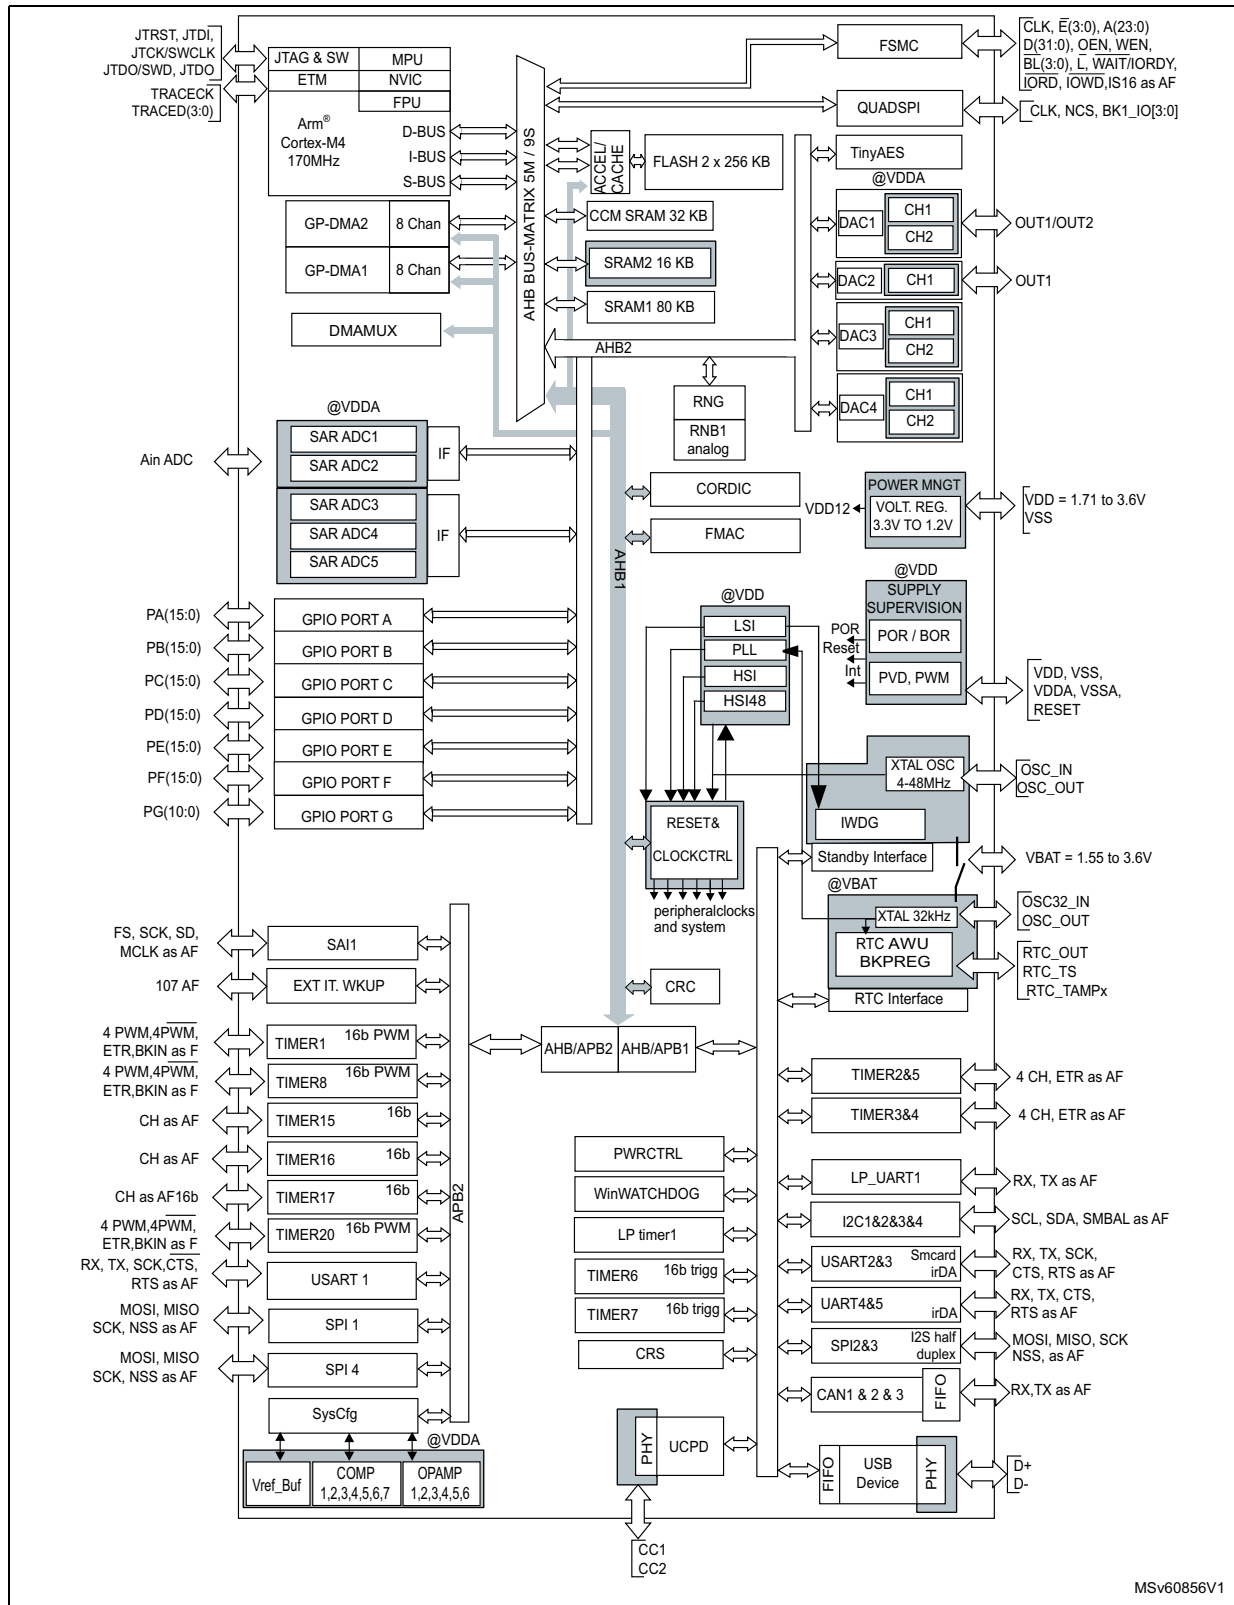 JTRST, JTDI,
JTCK/SWCLK
JTDO/SWD, JTDO
TRACECK
TRACED(3:0)
JTAG & SW
MPU
ETM
NVIC
FPU
Arm®
Cortex-M4
170MHz
D-BUS
I-BUS
S-BUS
GP-DMA2
8 Chan
GP-DMA1
8 Chan
DMAMUX
AHB BUS-MATRIX 5M / 9S
ACCEL/
CACHE
FLASH 2 x 256 KB
CCM SRAM 32 KB
SRAM2 16 KB
SRAM1 80 KB
AHB2
RNG
RNB1
analog
FSMC
CLK, E(3:0), A(23:0)
D(31:0), OEN, WEN,
BL(3:0), L, WAIT/IORDY,
IORD, IOWD,IS16 as AF
QUADSPI
CLK, NCS, BK1_IO[3:0]
TinyAES
@VDDA
DAC1
CH1
CH2
OUT1/OUT2
DAC2
CH1
OUT1
DAC3
CH1
CH2
DAC4
CH1
CH2
@VDDA
Ain ADC
SAR ADC1
SAR ADC2
IF
SAR ADC3
SAR ADC4
SAR ADC5
IF
CORDIC
FMAC
AHB1
POWER MNGT
VDD12
VOLT. REG.
3.3V TO 1.2V
VDD = 1.71 to 3.6V
VSS
@VDD
SUPPLY
SUPERVISION
POR
Reset
Int
POR / BOR
PVD, PWM
VDD, VSS,
VDDA, VSSA,
RESET
@VDD
LSI
PLL
HSI
HSI48
PA(15:0)
GPIO PORT A
PB(15:0)
GPIO PORT B
PC(15:0)
GPIO PORT C
PD(15:0)
GPIO PORT D
PE(15:0)
GPIO PORT E
PF(15:0)
GPIO PORT F
PG(10:0)
GPIO PORT G
RESET&
CLOCKCTRL
peripheralclocks
and system
XTAL OSC
4-48MHz
OSC_IN
OSC_OUT
IWDG
Standby Interface
VBAT = 1.55 to 3.6V
@VBAT
XTAL 32kHz
OSC32_IN
OSC_OUT
RTC AWU
BKPREG
RTC_OUT
RTC_TS
RTC_TAMPx
RTC Interface
CRC
AHB/APB2
AHB/APB1
APB2
FS, SCK, SD,
MCLK as AF
SAI1
107 AF
EXT IT. WKUP
4 PWM,4PWM,
ETR,BKIN as F
TIMER1
16b PWM
4 PWM,4PWM,
ETR,BKIN as F
TIMER8
16b PWM
CH as AF
TIMER15
16b
CH as AF
TIMER16
16b
CH as AF16b
TIMER17
16b
4 PWM,4PWM,
ETR,BKIN as F
TIMER20
16b PWM
RX, TX, SCK,CTS,
RTS as AF
USART 1
MOSI, MISO
SCK, NSS as AF
SPI 1
MOSI, MISO
SCK, NSS as AF
SPI 4
SysCfg
@VDDA
Vref_Buf
COMP
1,2,3,4,5,6,7
OPAMP
1,2,3,4,5,6
PWRCTRL
WinWATCHDOG
LP timer1
TIMER6
16b trigg
TIMER7
16b trigg
CRS
PHY
UCPD
CC1
CC2
TIMER2&5
4 CH, ETR as AF
TIMER3&4
4 CH, ETR as AF
LP_UART1
RX, TX as AF
I2C1&2&3&4
SCL, SDA, SMBAL as AF
USART2&3
Smcard
irDA
RX, TX, SCK,
CTS, RTS as AF
UART4&5
irDA
RX, TX, CTS,
RTS as AF
SPI2&3
I2S half
duplex
MOSI, MISO, SCK
NSS, as AF
CAN1 & 2 & 3
FIFO
RX,TX as AF
FIFO
USB
Device
PHY
D+
D-
MSv60856V1